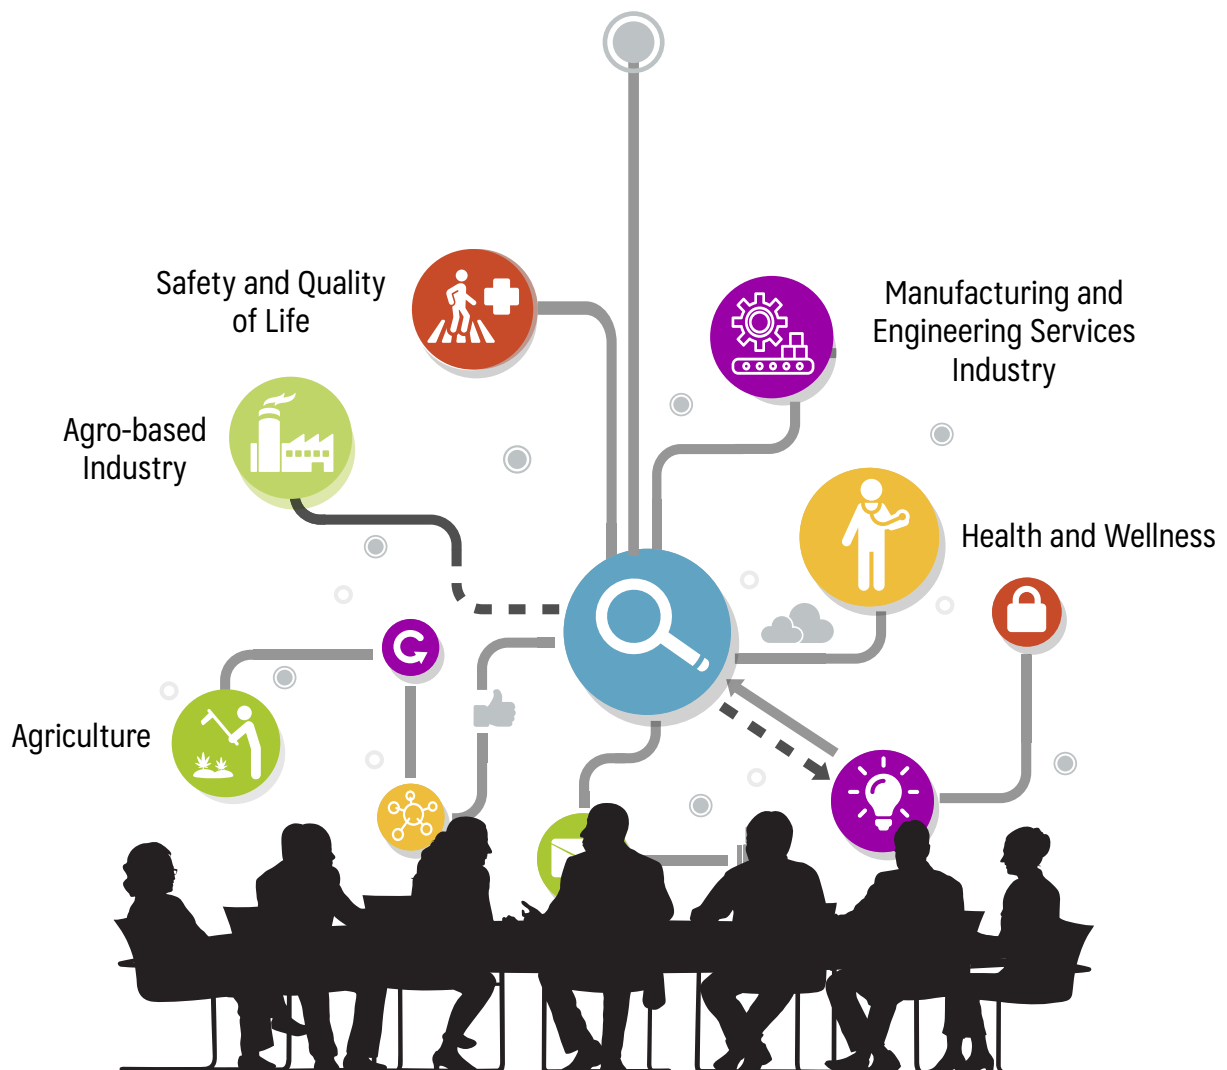 Safety and Quality
of Life
Manufacturing and
Engineering Services
Industry
Agro-based
Industry
Health and Wellness
Agriculture